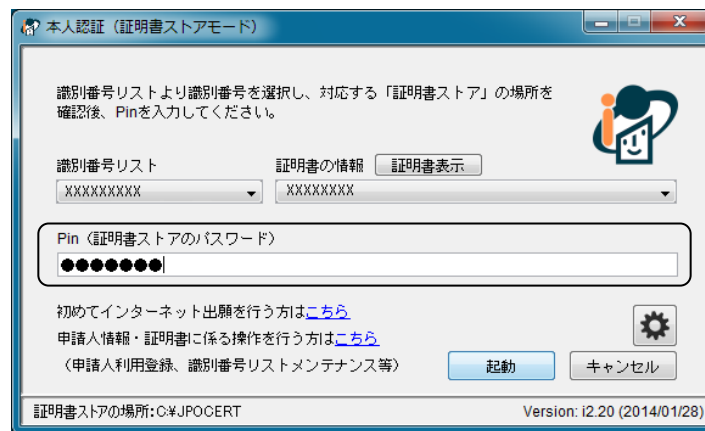 本人認証（証明書ストアモード）
識別番号リストより識別番号を選択し、対応する「証明書ストア」の場所を
確認後、Pinを入力してください。
識別番号リスト 証明書の情報 証明書表示
XXXXXXXXX XXXXXXXX
Pin（証明書ストアのパスワード）
●●●●●●●
初めてインターネット出願を行う方はこちら
申請人情報・証明書に係る操作を行う方はこちら
（申請人利用登録、識別番号リストメンテナンス等） 起動 キャンセル
証明書ストアの場所:C:¥JPOCERT Version: i2.20 (2014/01/28)